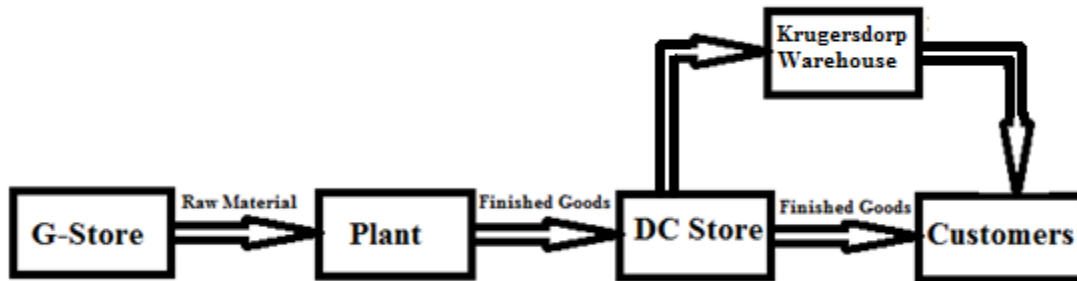 Krugersdorp
Warehouse
Raw Material
Finished Goods
Finished Goods
G-Store
Plant
DC Store
Customers